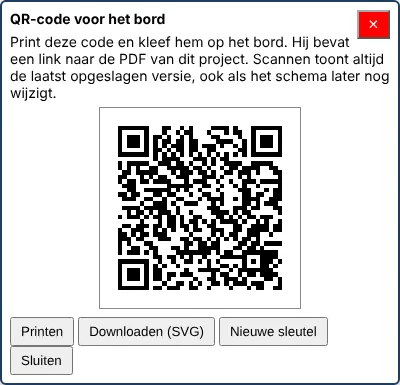 QR-code voor het bord
×
Print deze code en kleef hem op het bord. Hij bevat
een link naar de PDF van dit project. Scannen toont altijd
de laatst opgeslagen versie, ook als het schema later nog
wijzigt.
Printen
Downloaden (SVG)
Nieuwe sleutel
Sluiten